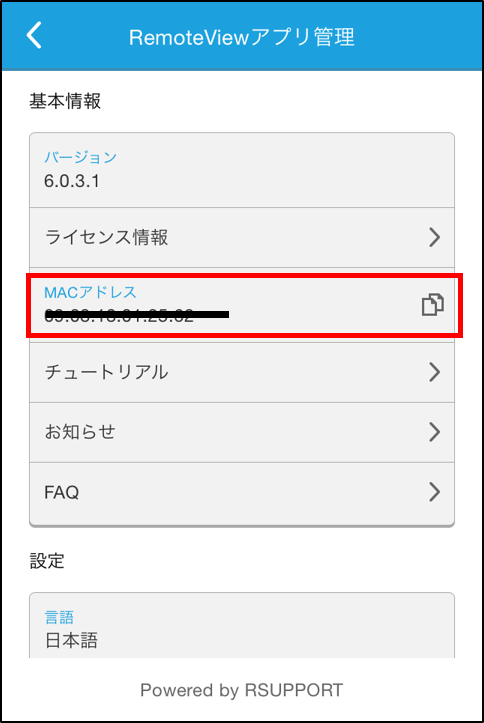 RemoteViewアプリ管理
基本情報
バージョン
6.0.3.1
ライセンス情報
MACアドレス
チュートリアル
お知らせ
FAQ
設定
言語
日本語
Powered by RSUPPORT